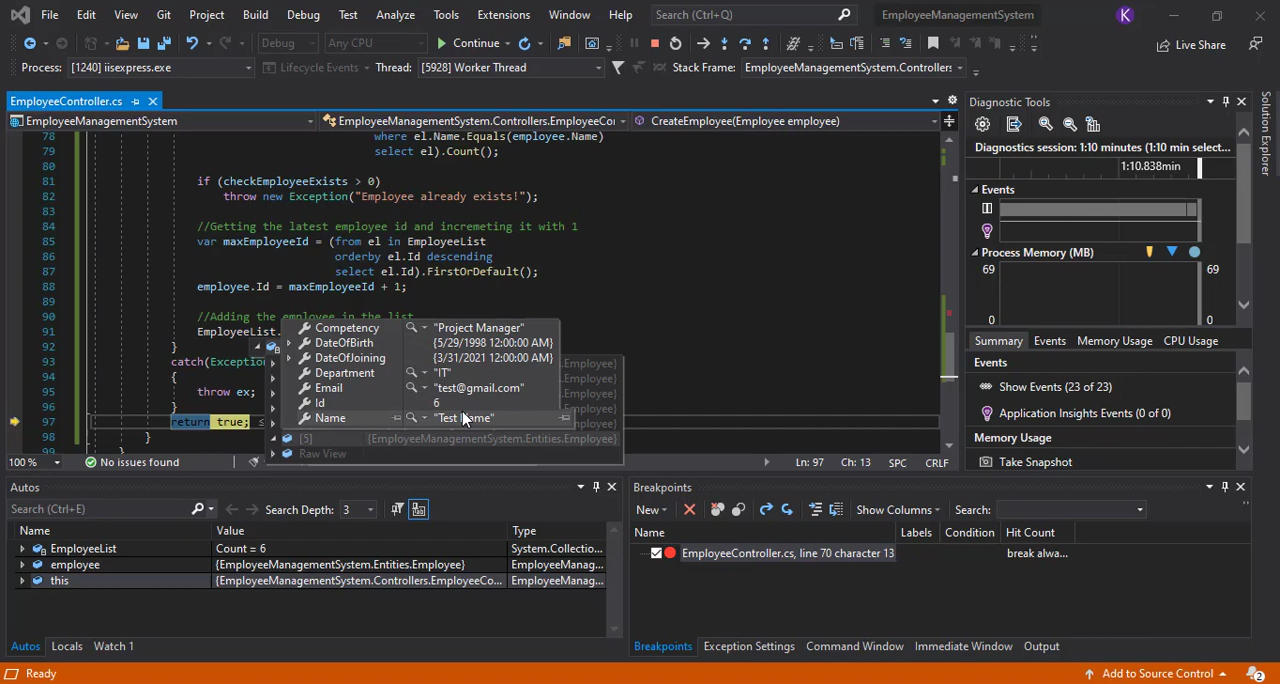 File Edit View Git Project Build Debug Test Analyze Tools Extensions Window Help Search (Ctrl+Q) EmployeeManagementSystem K
Debug Any CPU Continue Live Share
Process: [1240] iisexpress.exe Lifecycle Events Thread: [5928] Worker Thread Stack Frame: EmployeeManagementSystem.Controllers
EmployeeController.cs
EmployeeManagementSystem EmployeeManagementSystem.Controllers.EmployeeCor CreateEmployee(Employee employee)
78 where el.Name.Equals(employee.Name)
79 select el).Count();
80
81 if (checkEmployeeExists > 0)
82 throw new Exception("Employee already exists!");
83
84 //Getting the latest employee id and incremeting it with 1
85 var maxEmployeeId = (from el in EmployeeList
86 orderby el.Id descending
87 select el.Id).FirstOrDefault();
88 employee.Id = maxEmployeeId + 1;
89
90 //Adding the employee in the list
91 EmployeeList.
92 }
93 catch(Exception
94 {
95 throw ex;
96 }
97 return true;
98 }
99
Competency "Project Manager"
DateOfBirth {5/29/1998 12:00:00 AM}
DateOfJoining {3/31/2021 12:00:00 AM}
Department "IT"
Email "test@gmail.com"
Id 6
Name "Test Name"
.Employee}
.Employee}
.Employee}
.Employee}
.Employee}
[5] {EmployeeManagementSystem.Entities.Employee}
Raw View
100 % No issues found Ln: 97 Ch: 13 SPC CRLF
Diagnostic Tools
Diagnostics session: 1:10 minutes (1:10 min select...
1:10.838min
Events
Process Memory (MB)
69 69
0 0
Summary Events Memory Usage CPU Usage
Events
Show Events (23 of 23)
Application Insights Events (0 of 0)
Memory Usage
Take Snapshot
Solution Explorer
Autos
Search (Ctrl+E) Search Depth: 3
Name Value Type
EmployeeList Count = 6 System.Collectio...
employee {EmployeeManagementSystem.Entities.Employee} EmployeeManag...
this {EmployeeManagementSystem.Controllers.EmployeeCo... EmployeeManag...
Autos Locals Watch 1
Breakpoints
New Show Columns Search:
Name Labels Condition Hit Count
EmployeeController.cs, line 70 character 13 break alwa...
Breakpoints Exception Settings Command Window Immediate Window Output
Ready Add to Source Control 2